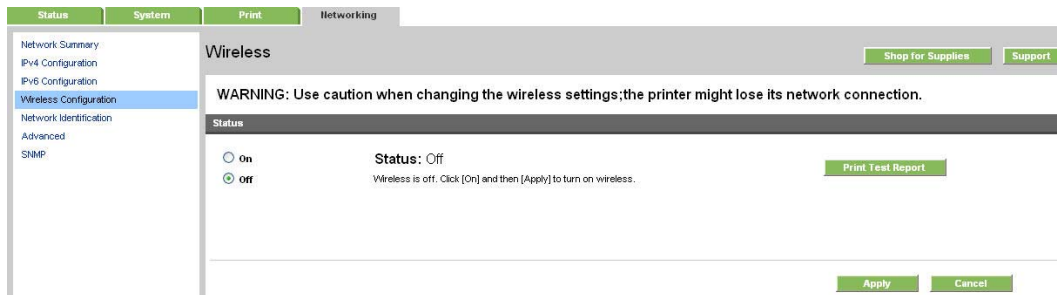 Status System Print Networking
Network Summary
IPv4 Configuration
IPv6 Configuration
Wireless Configuration
Network Identification
Advanced
SNMP
Wireless
Shop for Supplies Support
WARNING: Use caution when changing the wireless settings;the printer might lose its network connection.
Status
On
Off
Status: Off
Wireless is off. Click [On] and then [Apply] to turn on wireless.
Print Test Report
Apply Cancel